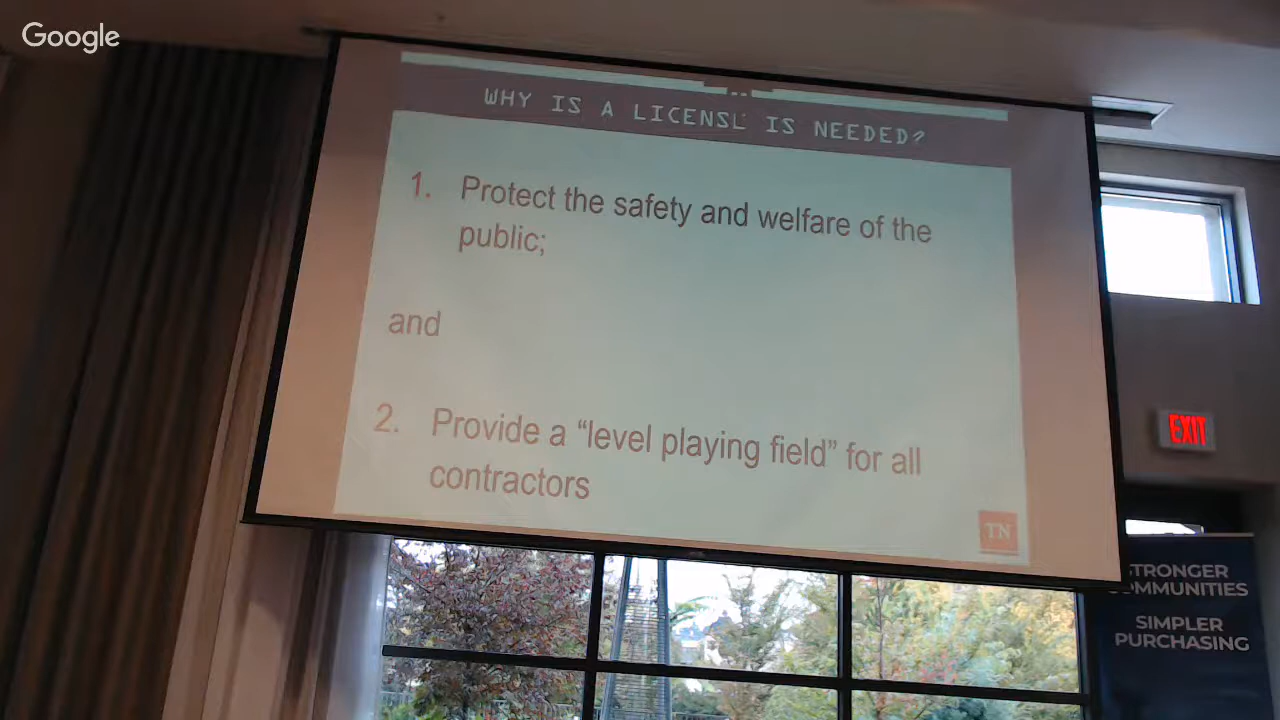 Google
WHY IS A LICENSE IS NEEDED?
1. Protect the safety and welfare of the
public;
and
2. Provide a “level playing field” for all
contractors
TN
EXIT
STRONGER
COMMUNITIES
SIMPLER
PURCHASING